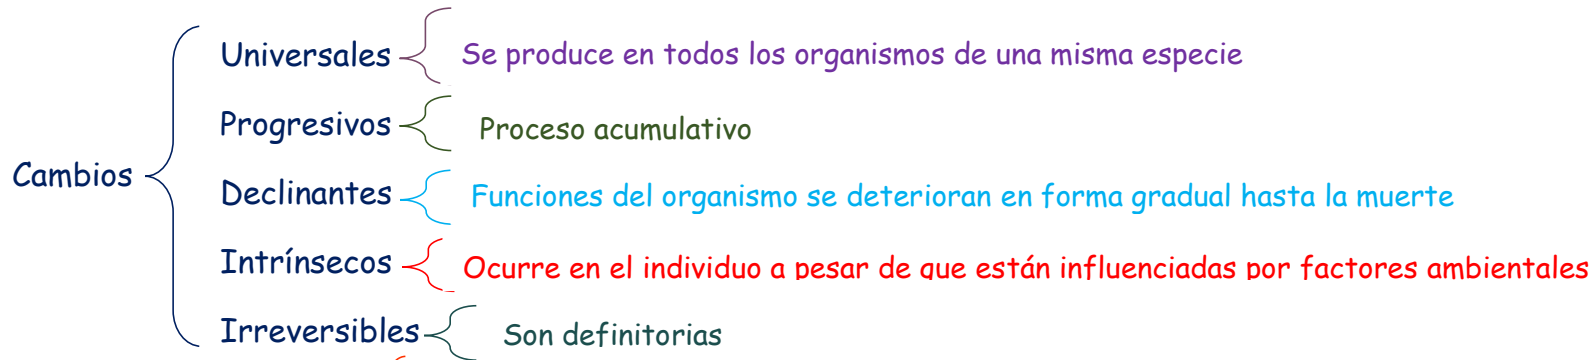 Universales
Se produce en todos los organismos de una misma especie
Progresivos
Proceso acumulativo
Cambios
Declinantes
Funciones del organismo se deterioran en forma gradual hasta la muerte
Intrínsecos
Ocurre en el individuo a pesar de que están influenciadas por factores ambientales
Irreversibles
Son definitorias